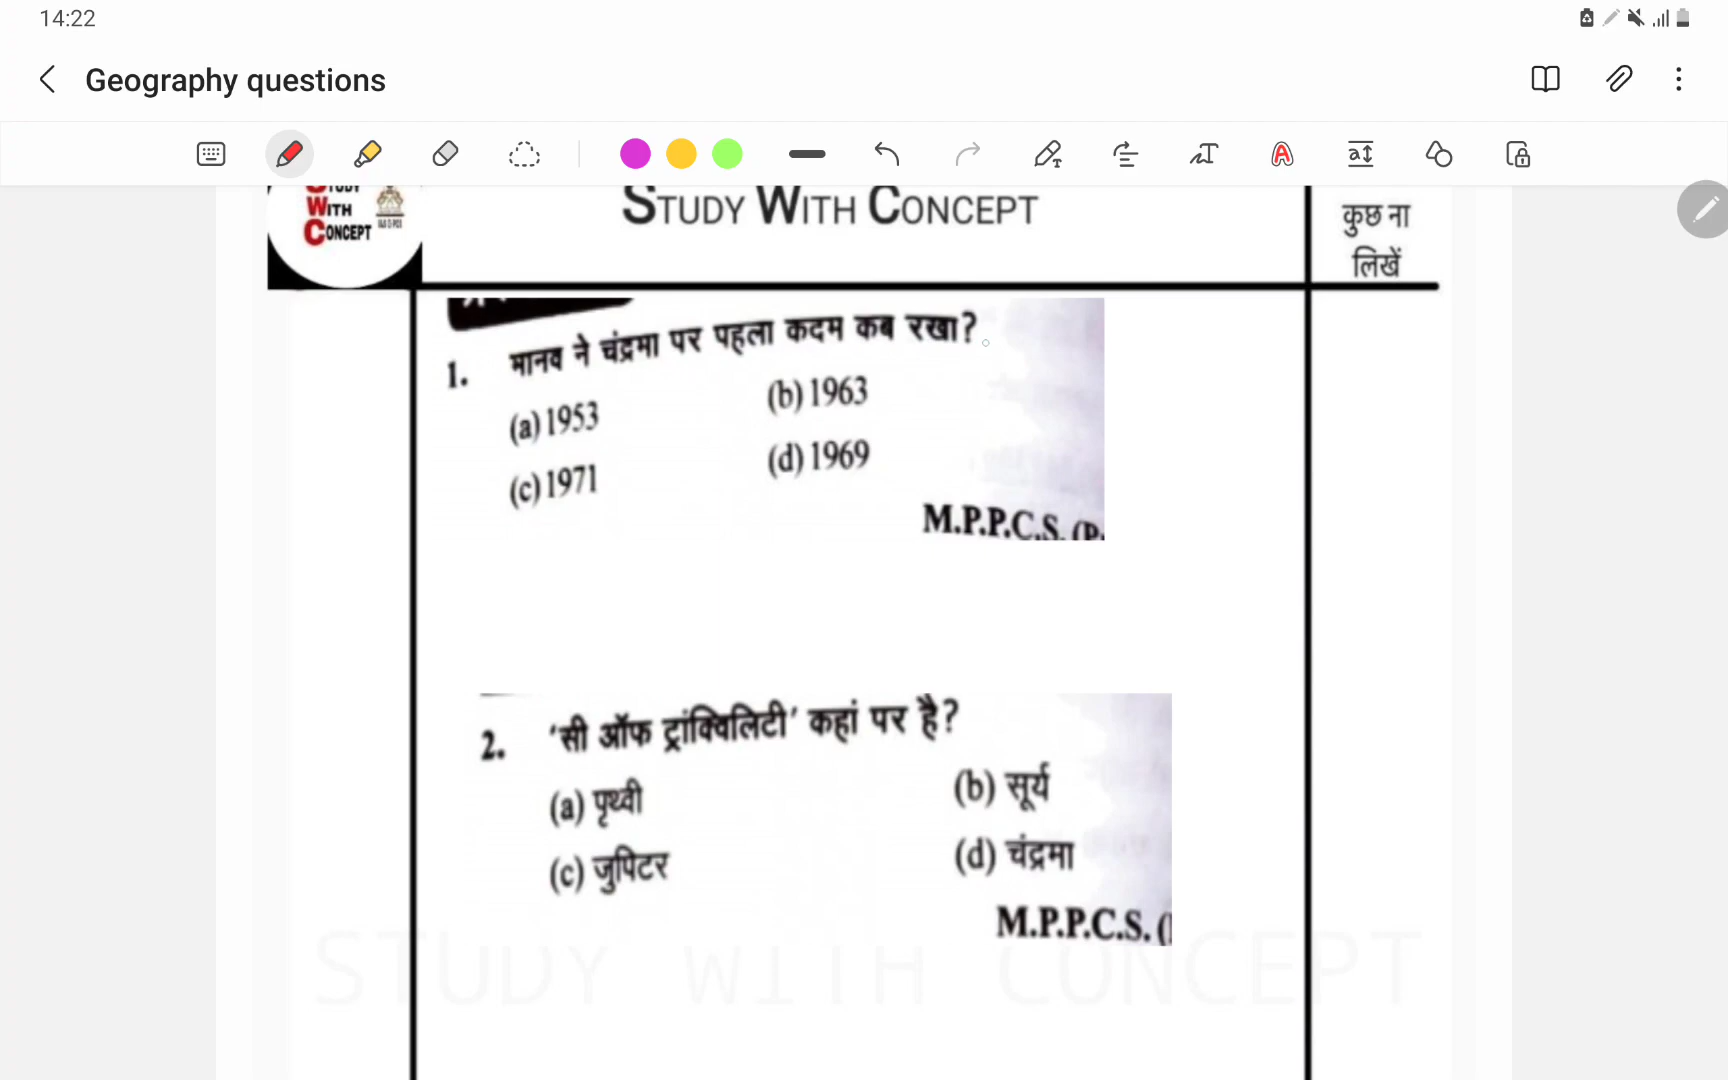 14:22
Geography questions
STUDY
WITH
CONCEPT
STUDY WITH CONCEPT
कुछ ना
लिखें
1. मानव ने चंद्रमा पर पहला कदम कब रखा?
(a) 1953 (b) 1963
(c) 1971 (d) 1969
M.P.P.C.S. (P.
2. ‘सी ऑफ ट्रांक्विलिटी’ कहां पर है?
(a) पृथ्वी (b) सूर्य
(c) जुपिटर (d) चंद्रमा
M.P.P.C.S. (
STUDY WITH CONCEPT